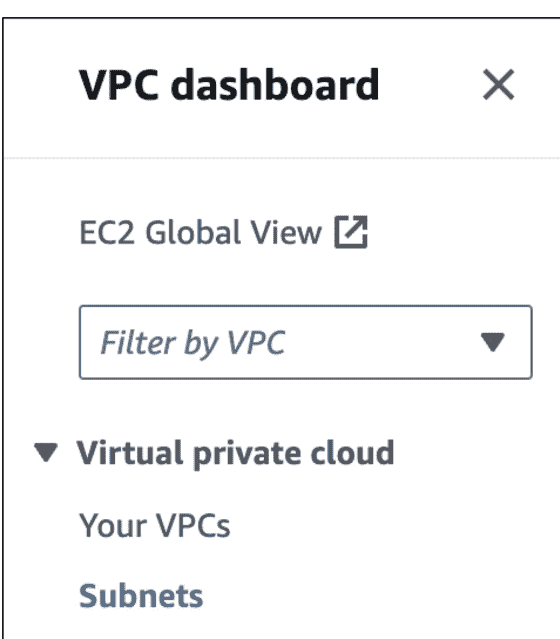 VPC dashboard
EC2 Global View
Filter by VPC
Virtual private cloud
Your VPCs
Subnets